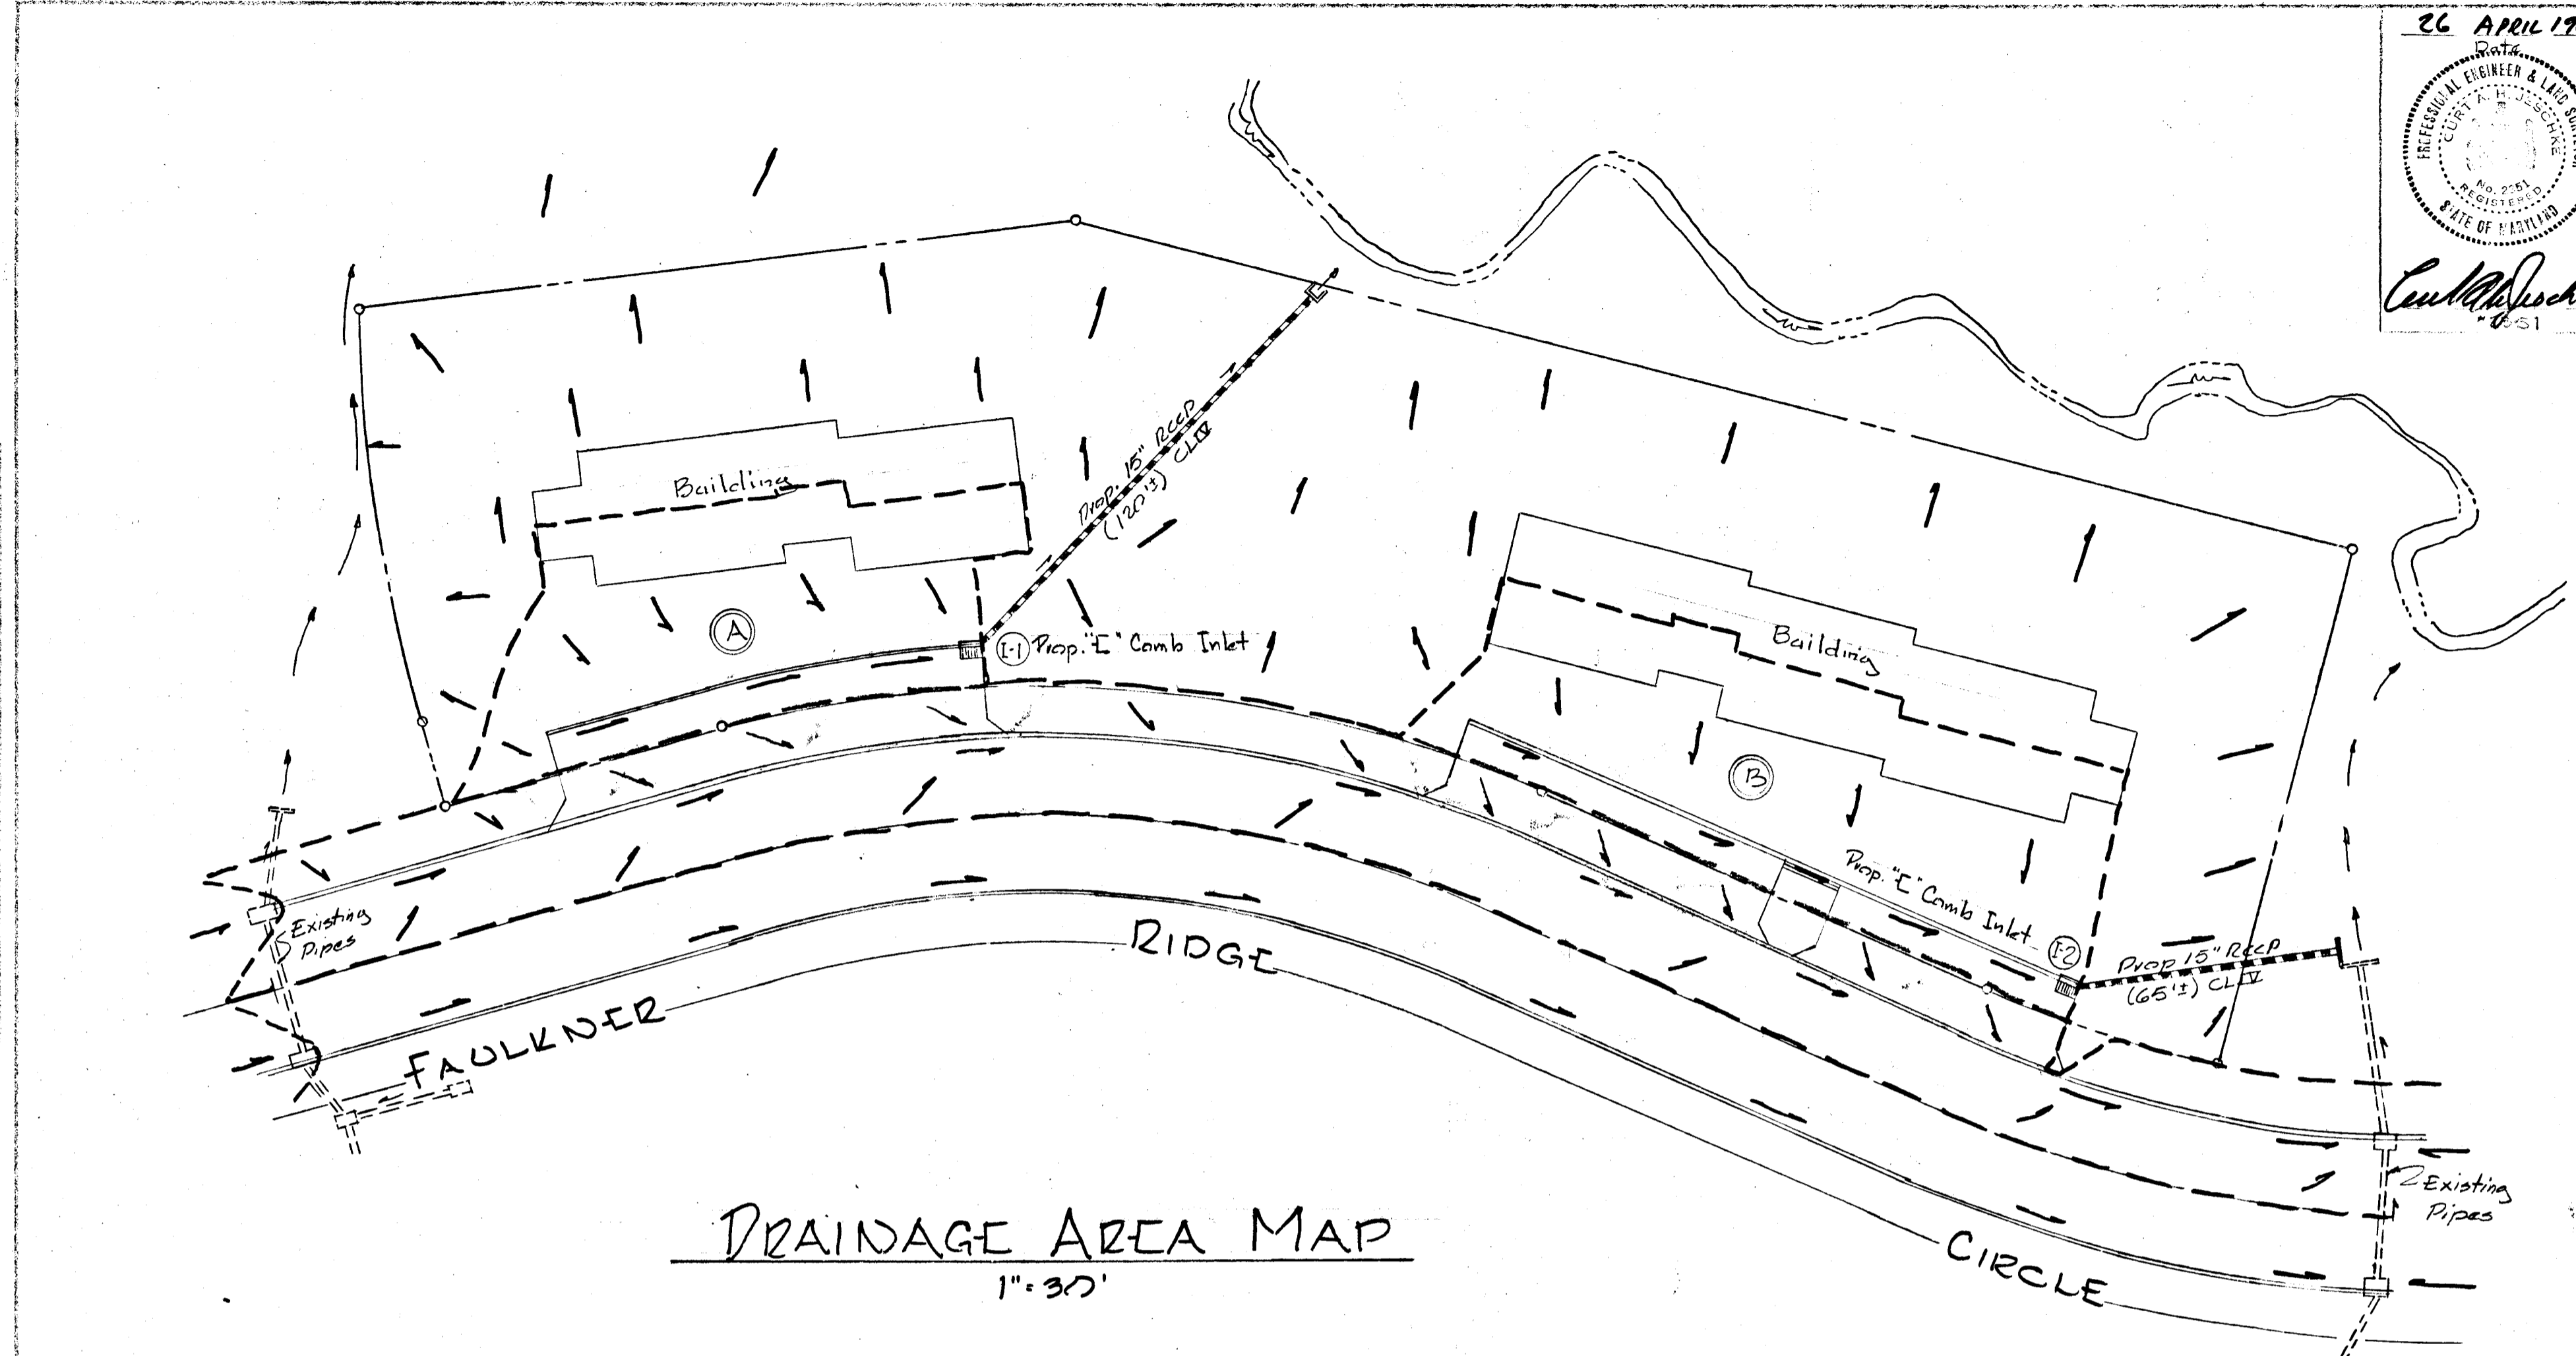 26 APRIL 19
Date
PROFESSIONAL ENGINEER & LAND
CURT A. H. JESCHKE
No. 2351
REGISTERED
STATE OF MARYLAND
Prop. 15" RCCP
(120'±) CL IV
Building
A
I-1 Prop. "E" Comb Inlet
Building
B
Prop. "E" Comb Inlet
I-2
Prop 15" RCCP
(65'±) CL IV
Existing
Pipes
FAULKNER RIDGE CIRCLE
Existing
Pipes
DRAINAGE AREA MAP
1"=30'